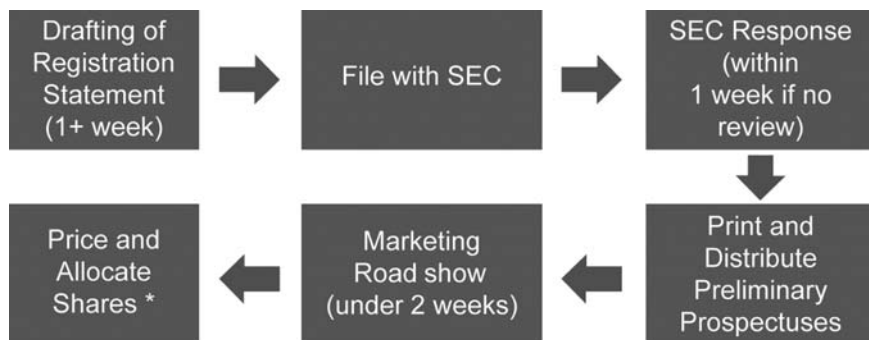 Drafting of
Registration
Statement
(1+ week)
File with SEC
SEC Response
(within
1 week if no
review)
Print and
Distribute
Preliminary
Prospectuses
Marketing
Road show
(under 2 weeks)
Price and
Allocate
Shares *